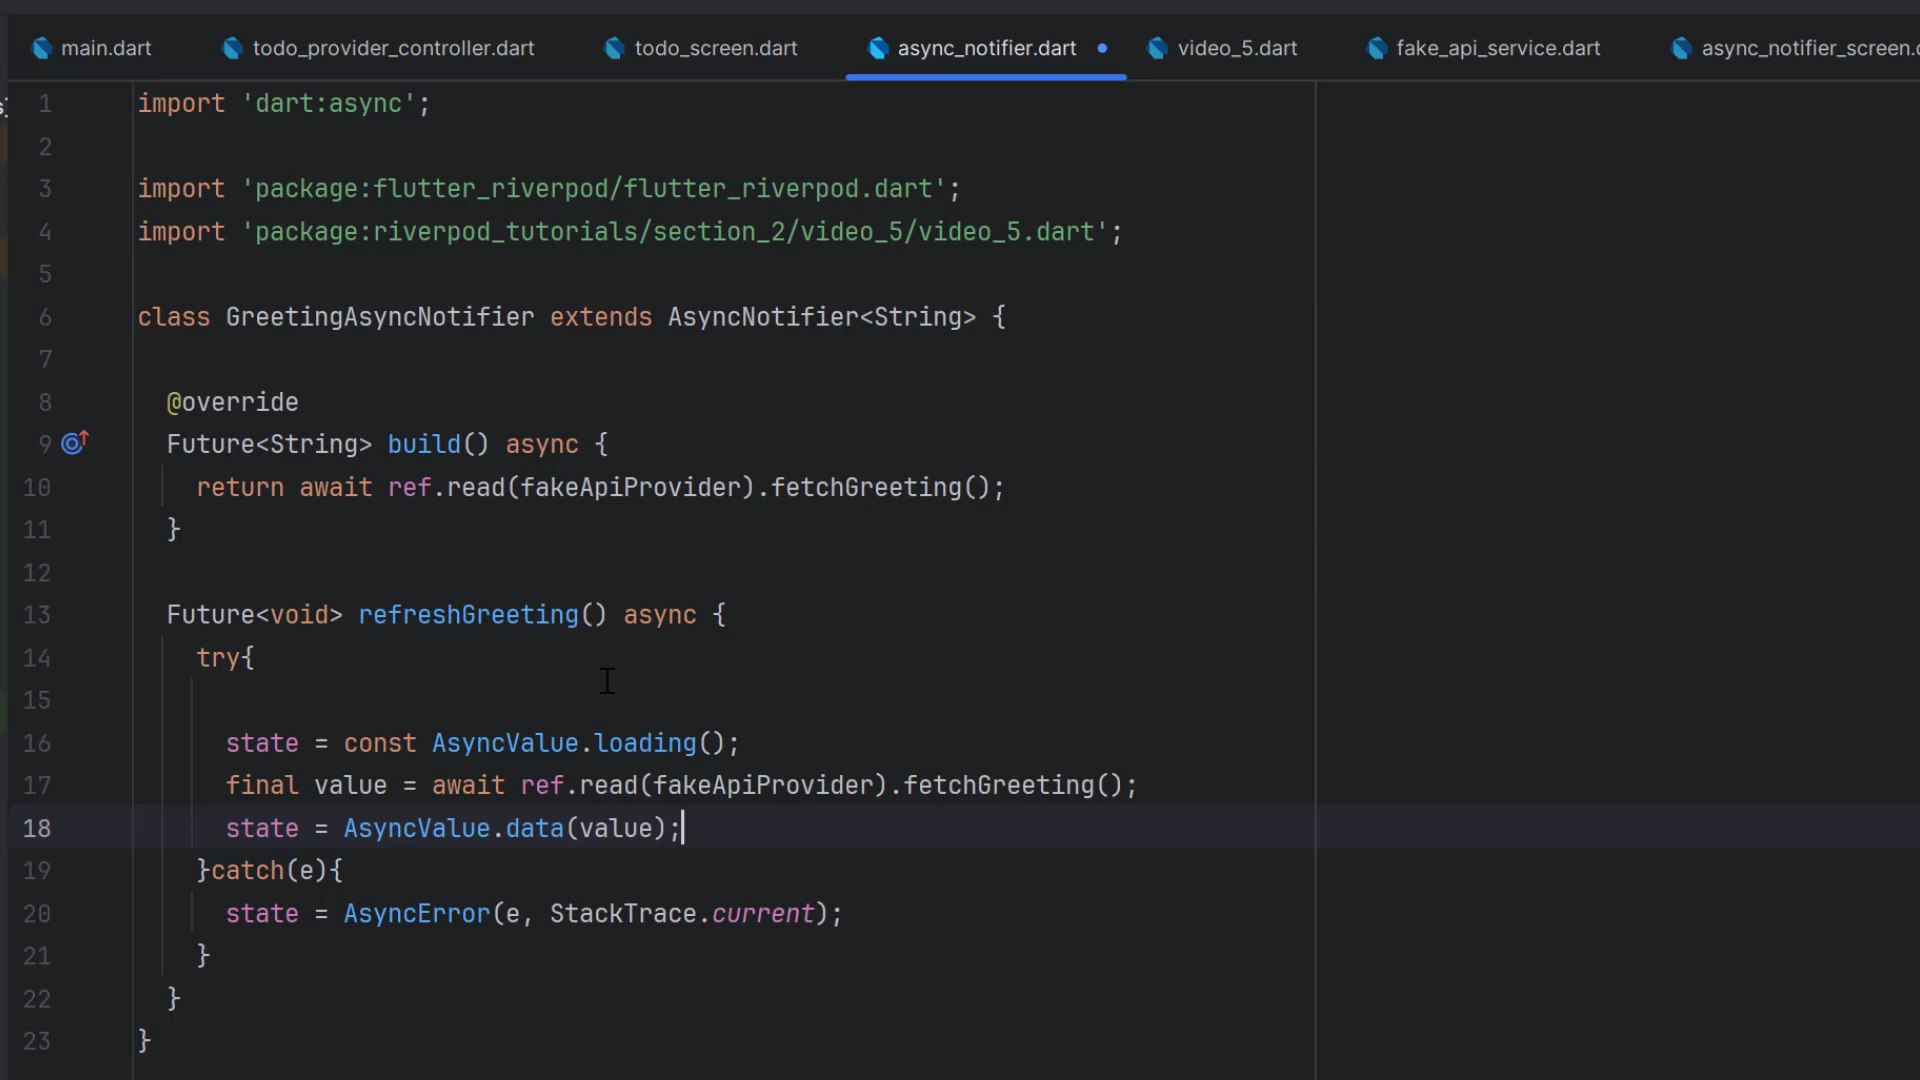 main.dart todo_provider_controller.dart todo_screen.dart async_notifier.dart video_5.dart fake_api_service.dart async_notifier_screen.
1 import 'dart:async';
2
3 import 'package:flutter_riverpod/flutter_riverpod.dart';
4 import 'package:riverpod_tutorials/section_2/video_5/video_5.dart';
5
6 class GreetingAsyncNotifier extends AsyncNotifier<String> {
7
8 @override
9 Future<String> build() async {
10 return await ref.read(fakeApiProvider).fetchGreeting();
11 }
12
13 Future<void> refreshGreeting() async {
14 try{
15
16 state = const AsyncValue.loading();
17 final value = await ref.read(fakeApiProvider).fetchGreeting();
18 state = AsyncValue.data(value);
19 }catch(e){
20 state = AsyncError(e, StackTrace.current);
21 }
22 }
23 }